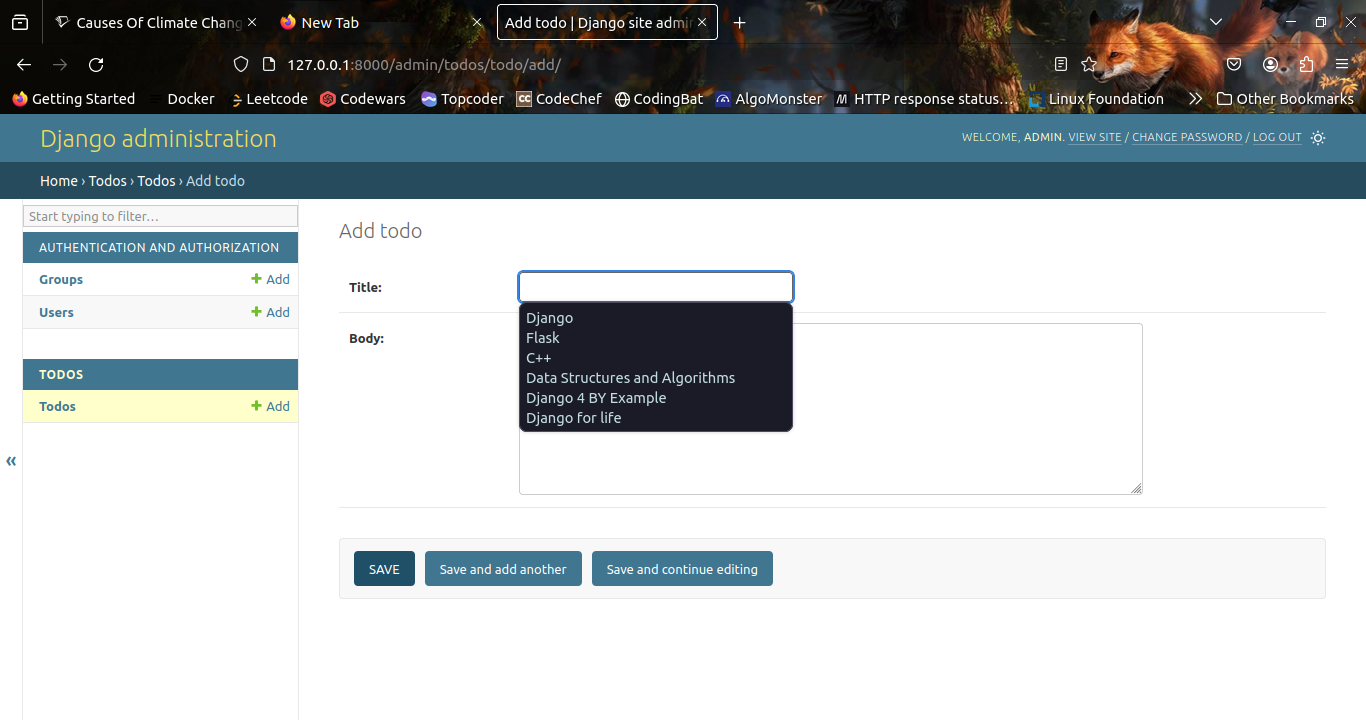 Causes Of Climate Chang
New Tab
Add todo | Django site admin
127.0.0.1:8000/admin/todos/todo/add/
Getting Started Docker Leetcode Codewars Topcoder CC CodeChef CodingBat AlgoMonster HTTP response status... Linux Foundation Other Bookmarks
Django administration
WELCOME, ADMIN. VIEW SITE / CHANGE PASSWORD / LOG OUT
Home › Todos › Todos › Add todo
Start typing to filter...
AUTHENTICATION AND AUTHORIZATION
Groups + Add
Users + Add
TODOS
Todos + Add
«
Add todo
Title:
Django
Flask
C++
Data Structures and Algorithms
Django 4 BY Example
Django for life
Body:
SAVE Save and add another Save and continue editing